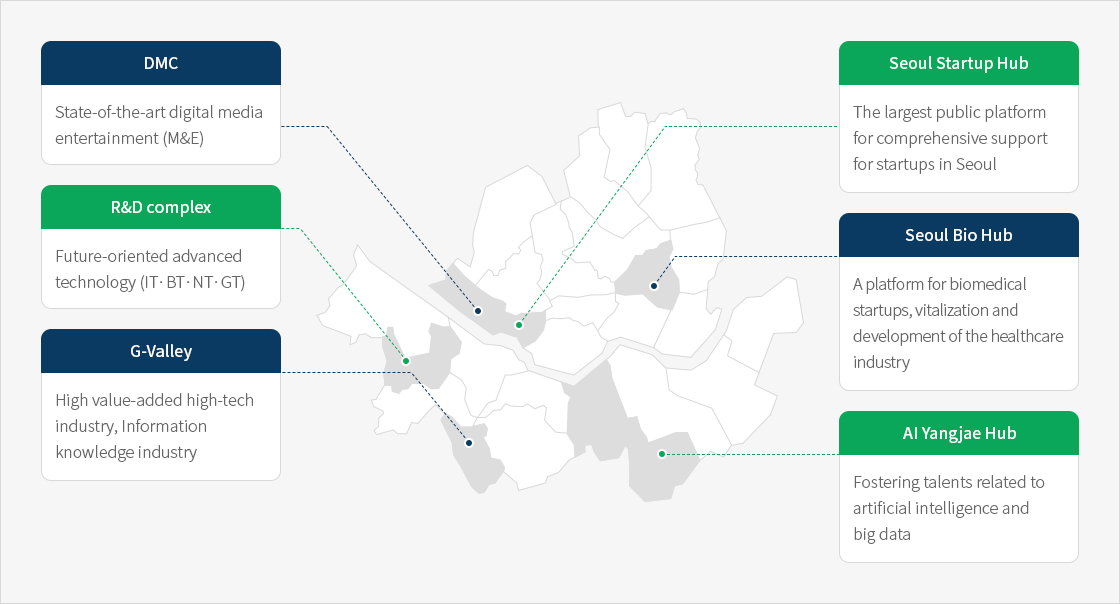 DMC
State-of-the-art digital media
entertainment (M&E)
R&D complex
Future-oriented advanced
technology (IT· BT· NT· GT)
G-Valley
High value-added high-tech
industry, Information
knowledge industry
Seoul Startup Hub
The largest public platform
for comprehensive support
for startups in Seoul
Seoul Bio Hub
A platform for biomedical
startups, vitalization and
development of the healthcare
industry
AI Yangjae Hub
Fostering talents related to
artificial intelligence and
big data